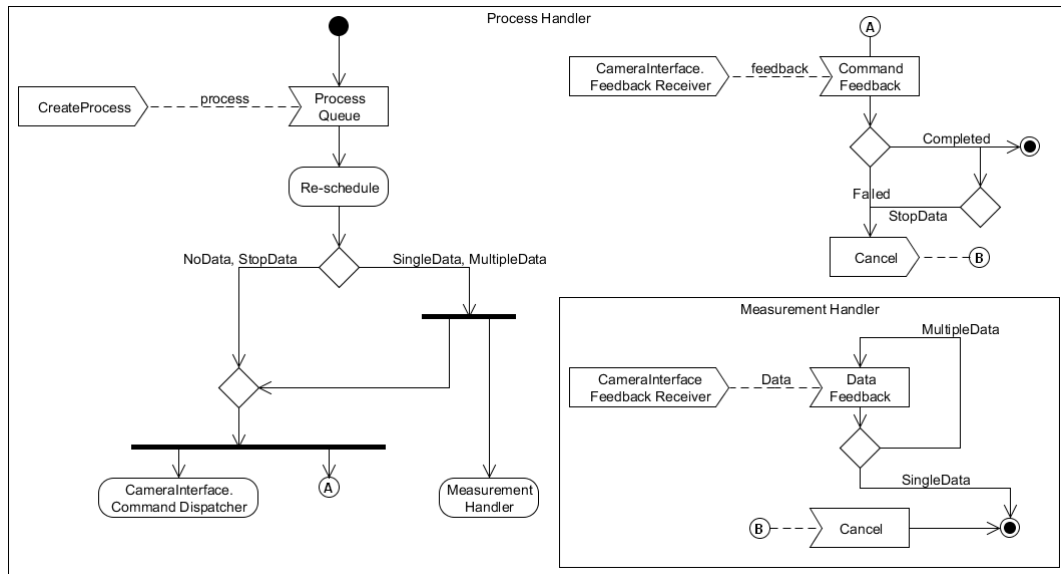 Process Handler
CreateProcess
process
Process
Queue
Re-schedule
NoData, StopData
SingleData, MultipleData
CameraInterface.
Command Dispatcher
A
Measurement
Handler
A
CameraInterface.
Feedback Receiver
feedback
Command
Feedback
Completed
Failed
StopData
Cancel
B
Measurement Handler
MultipleData
CameraInterface
Feedback Receiver
Data
Data
Feedback
SingleData
B
Cancel